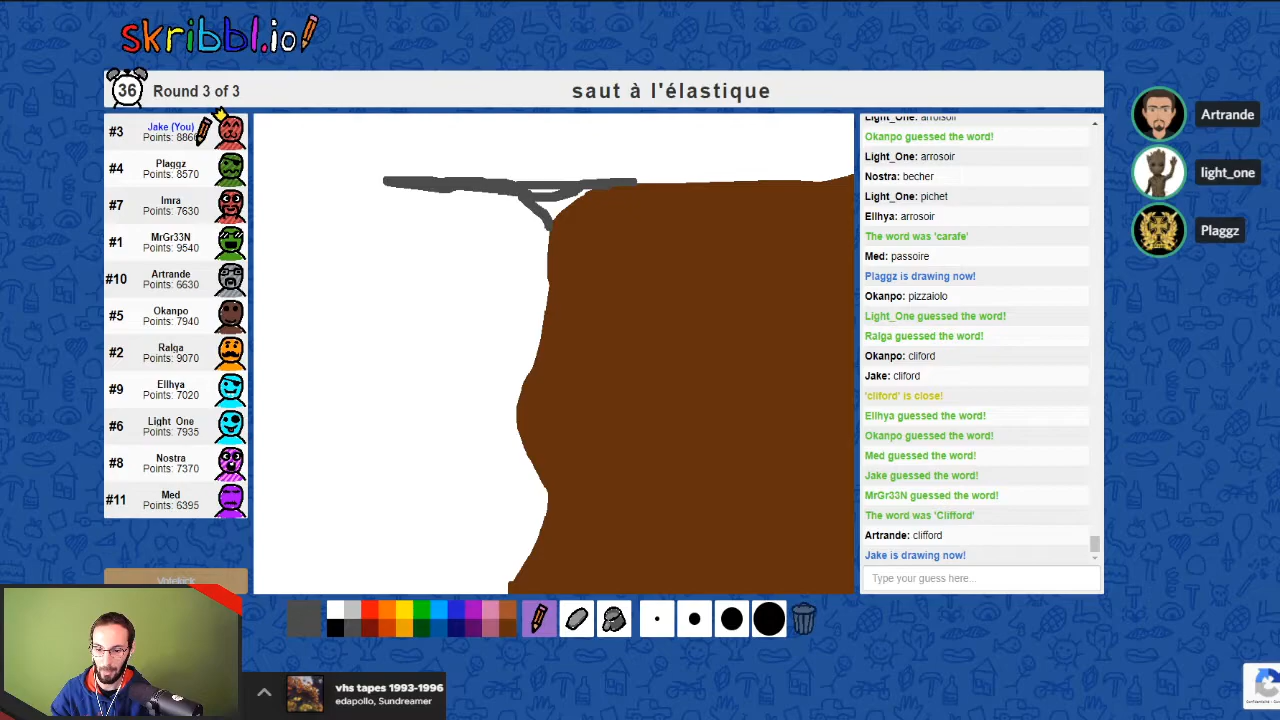 skribbl.io
36
Round 3 of 3
saut à l'élastique
#3
Jake (You)
Points: 8860
#4
Plaggz
Points: 8570
#7
Imra
Points: 7630
#1
MrGr33N
Points: 9540
#10
Artrande
Points: 6880
#5
Okanpo
Points: 7940
#2
Ralga
Points: 9070
#9
Ellhya
Points: 7020
#6
Light_One
Points: 7935
#8
Nostra
Points: 7370
#11
Med
Points: 6395
Votekick
Light_One: arroisoir
Okanpo guessed the word!
Light_One: arrosoir
Nostra: becher
Light_One: pichet
Ellhya: arrosoir
The word was 'carafe'
Med: passoire
Plaggz is drawing now!
Okanpo: pizzaiolo
Light_One guessed the word!
Ralga guessed the word!
Okanpo: cliford
Jake: cliford
'cliford' is close!
Ellhya guessed the word!
Okanpo guessed the word!
Med guessed the word!
Jake guessed the word!
MrGr33N guessed the word!
The word was 'Clifford'
Artrande: clifford
Jake is drawing now!
Type your guess here...
Artrande
light_one
Plaggz
vhs tapes 1993-1996
edapollo, Sundreamer